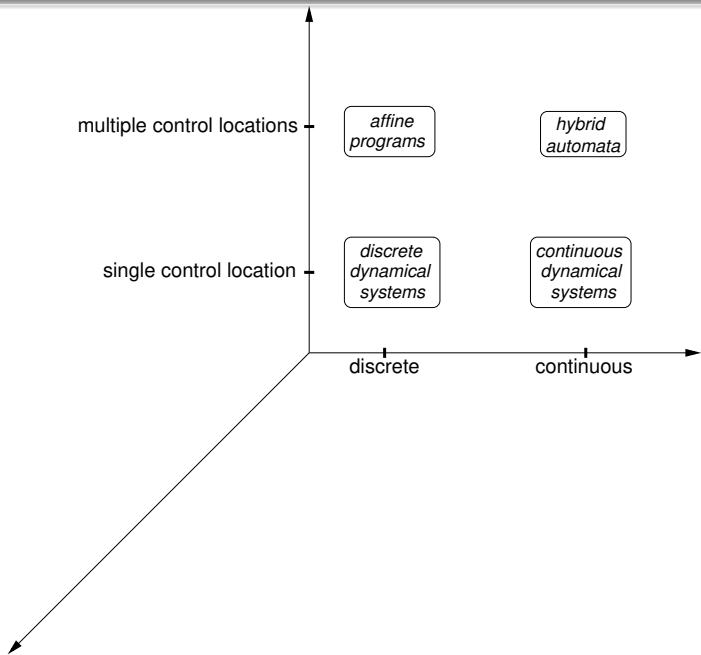 multiple control locations
affine
programs
hybrid
automata
single control location
discrete
dynamical
systems
continuous
dynamical
systems
discrete
continuous